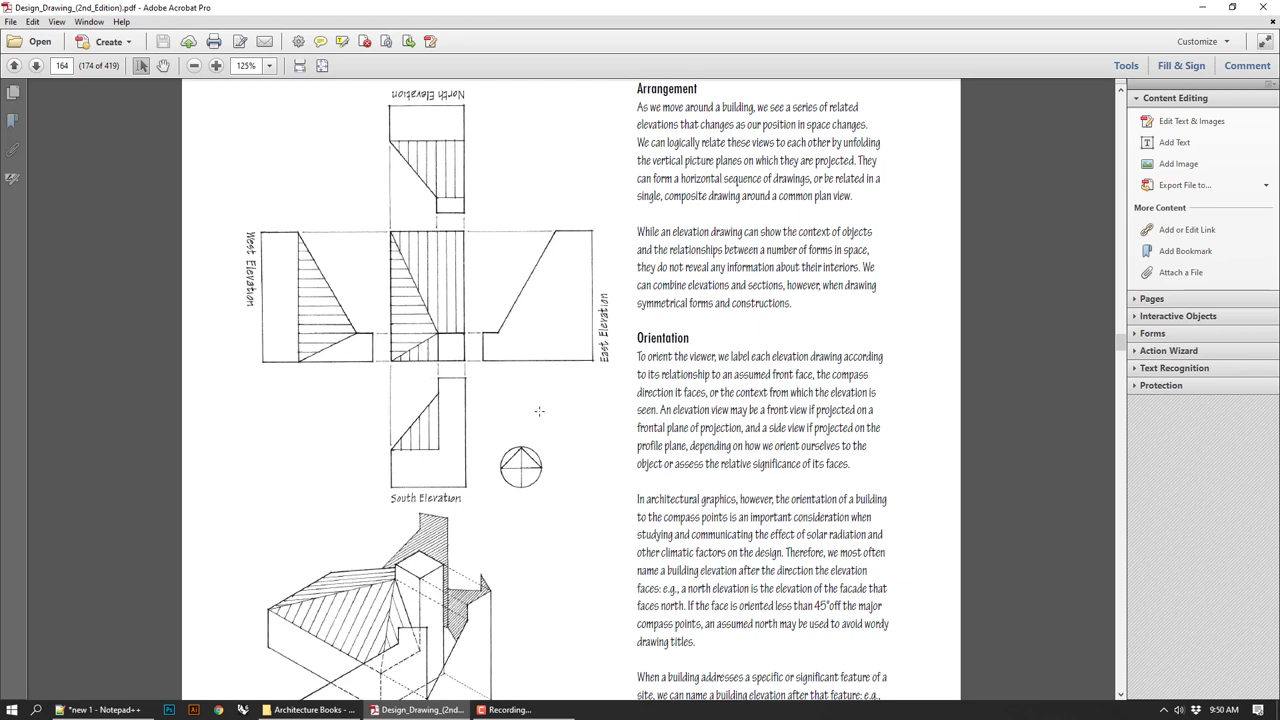 Design_Drawing_(2nd_Edition).pdf - Adobe Acrobat Pro
File Edit View Window Help
Open Create Customize
164 (174 of 419) 125% Tools Fill & Sign Comment
North Elevation
West Elevation
East Elevation
South Elevation
Arrangement
As we move around a building, we see a series of related
elevations that changes as our position in space changes.
We can logically relate these views to each other by unfolding
the vertical picture planes on which they are projected. They
can form a horizontal sequence of drawings, or be related in a
single, composite drawing around a common plan view.
While an elevation drawing can show the context of objects
and the relationships between a number of forms in space,
they do not reveal any information about their interiors. We
can combine elevations and sections, however, when drawing
symmetrical forms and constructions.
Orientation
To orient the viewer, we label each elevation drawing according
to its relationship to an assumed front face, the compass
direction it faces, or the context from which the elevation is
seen. An elevation view may be a front view if projected on a
frontal plane of projection, and a side view if projected on the
profile plane, depending on how we orient ourselves to the
object or assess the relative significance of its faces.
In architectural graphics, however, the orientation of a building
to the compass points is an important consideration when
studying and communicating the effect of solar radiation and
other climatic factors on the design. Therefore, we most often
name a building elevation after the direction the elevation
faces: e.g., a north elevation is the elevation of the facade that
faces north. If the face is oriented less than 45°off the major
compass points, an assumed north may be used to avoid wordy
drawing titles.
When a building addresses a specific or significant feature of a
site, we can name a building elevation after that feature: e.g.,
Content Editing
Edit Text & Images
Add Text
Add Image
Export File to...
More Content
Add or Edit Link
Add Bookmark
Attach a File
Pages
Interactive Objects
Forms
Action Wizard
Text Recognition
Protection
*new 1 - Notepad++ Ps Ai Architecture Books - ... Design_Drawing_(2nd... Recording... 9:50 AM